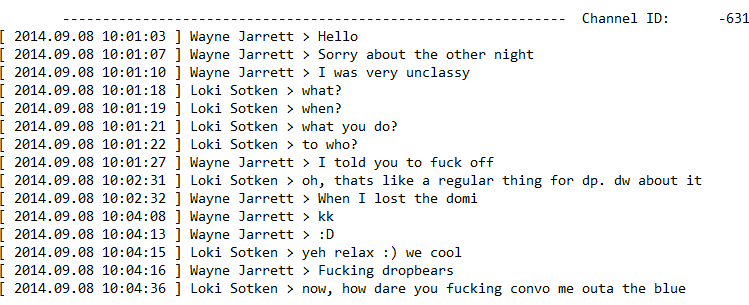 ------------------------------------------------------------- Channel ID: -631
[ 2014.09.08 10:01:03 ] Wayne Jarrett > Hello
[ 2014.09.08 10:01:07 ] Wayne Jarrett > Sorry about the other night
[ 2014.09.08 10:01:10 ] Wayne Jarrett > I was very unclassy
[ 2014.09.08 10:01:18 ] Loki Sotken > what?
[ 2014.09.08 10:01:19 ] Loki Sotken > when?
[ 2014.09.08 10:01:21 ] Loki Sotken > what you do?
[ 2014.09.08 10:01:22 ] Loki Sotken > to who?
[ 2014.09.08 10:01:27 ] Wayne Jarrett > I told you to fuck off
[ 2014.09.08 10:02:31 ] Loki Sotken > oh, thats like a regular thing for dp. dw about it
[ 2014.09.08 10:02:32 ] Wayne Jarrett > When I lost the domi
[ 2014.09.08 10:04:08 ] Wayne Jarrett > kk
[ 2014.09.08 10:04:13 ] Wayne Jarrett > :D
[ 2014.09.08 10:04:15 ] Loki Sotken > yeh relax :) we cool
[ 2014.09.08 10:04:16 ] Wayne Jarrett > Fucking dropbears
[ 2014.09.08 10:04:36 ] Loki Sotken > now, how dare you fucking convo me outa the blue